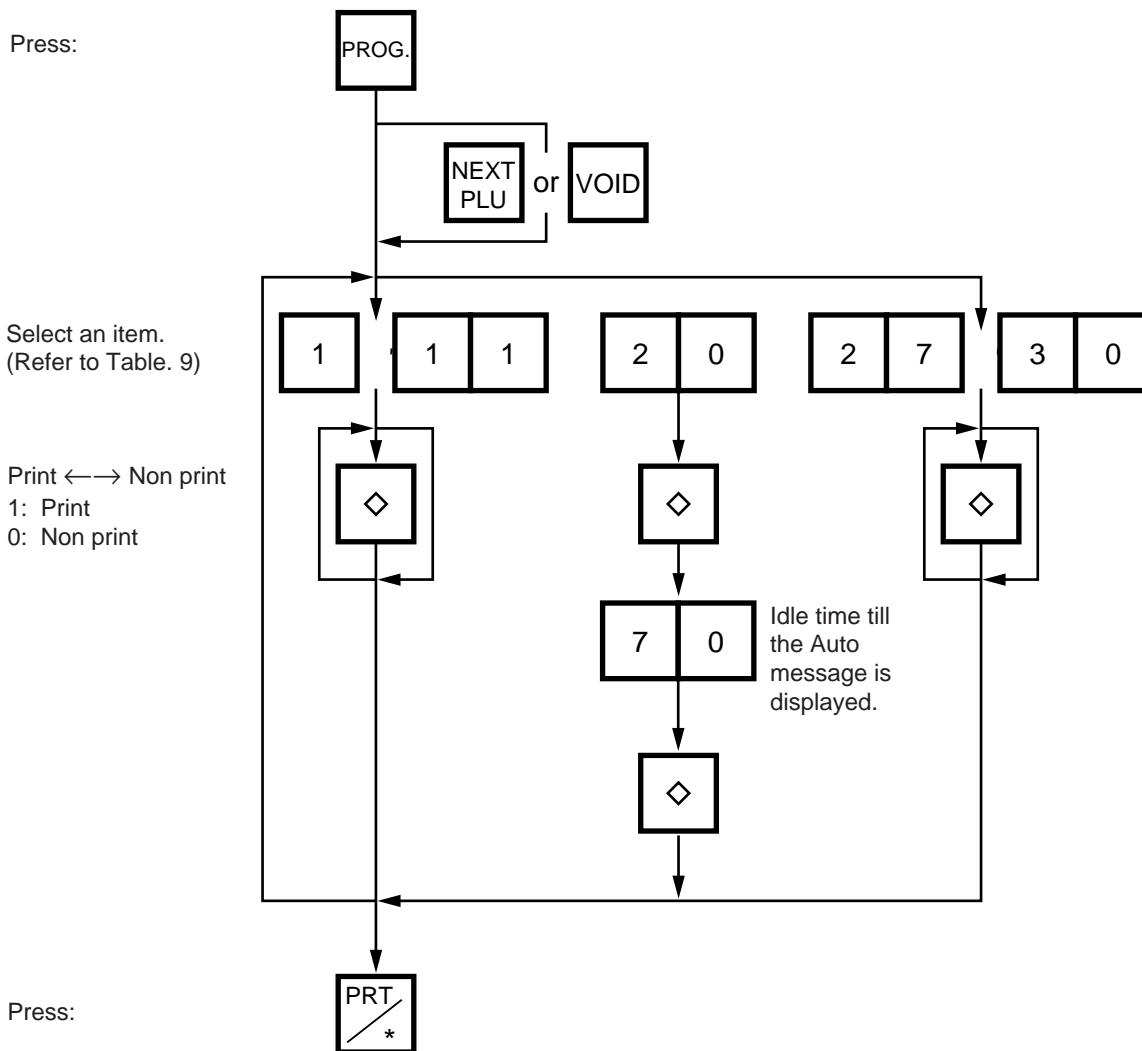 Press:
PROG.
NEXT
PLU
or
VOID
Select an item.
(Refer to Table. 9)
1 1 1 2 0 2 7 3 0
Print ←−→ Non print
1: Print
0: Non print
7 0
Idle time till
the Auto
message is
displayed.
Press:
PRT
*